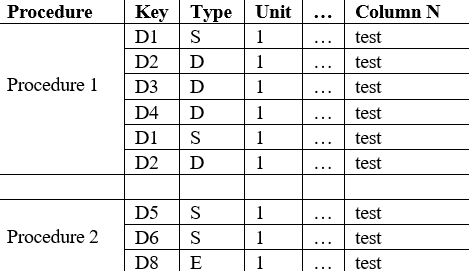 Procedure Key Type Unit … Column N
D1 S 1 … test
D2 D 1 … test
Procedure 1 D3 D 1 … test
D4 D 1 … test
D1 S 1 … test
D2 D 1 … test
D5 S 1 … test
Procedure 2 D6 S 1 … test
D8 E 1 … test